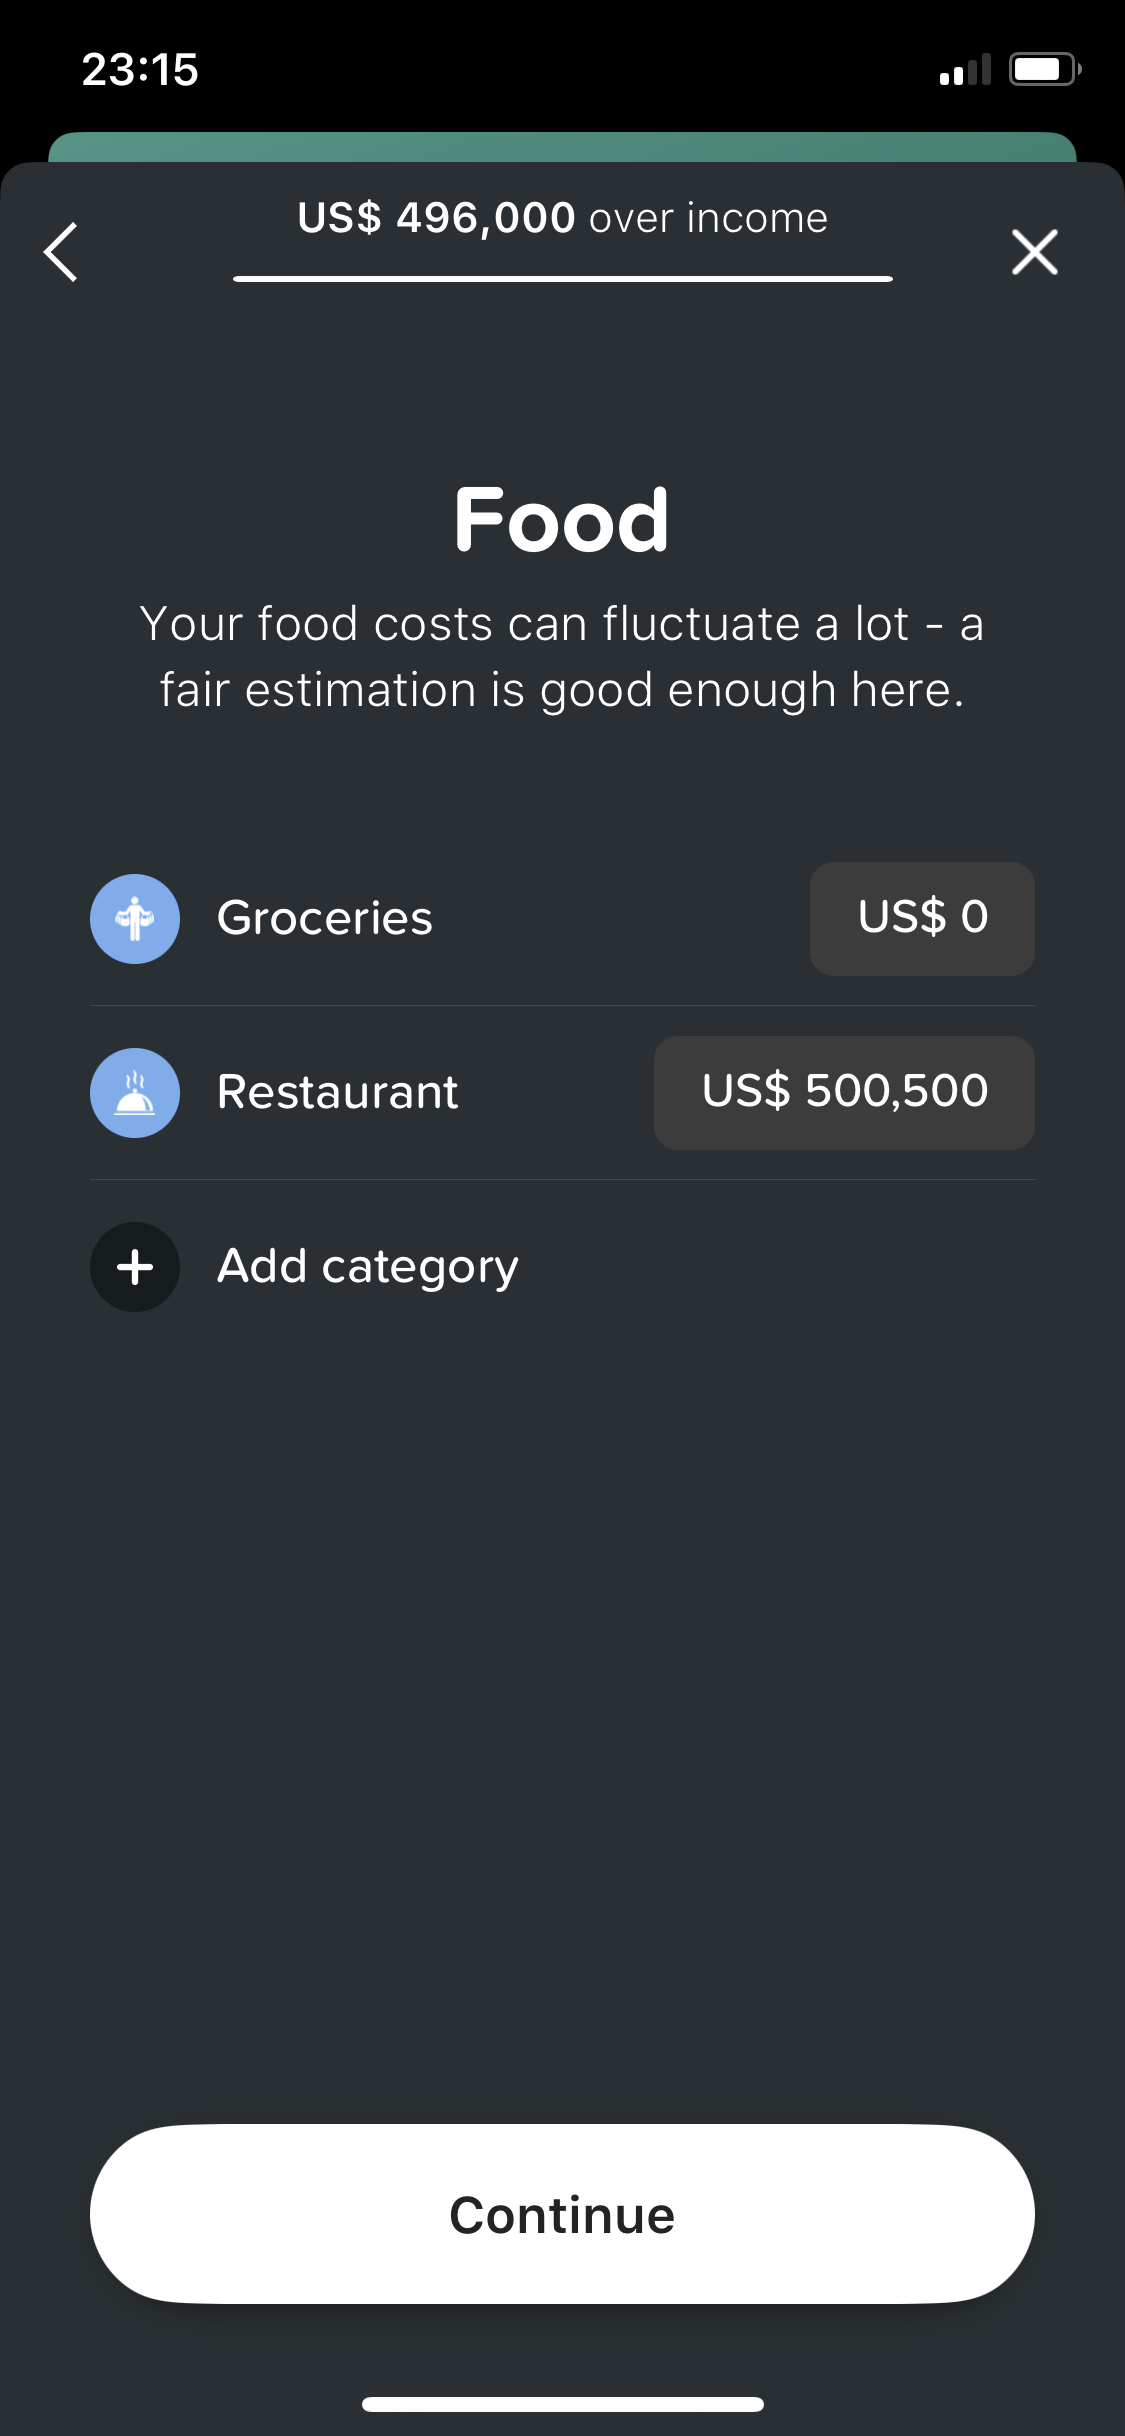 23:15
US$ 496,000 over income
Food
Your food costs can fluctuate a lot - a
fair estimation is good enough here.
Groceries US$ 0
Restaurant US$ 500,500
Add category
Continue